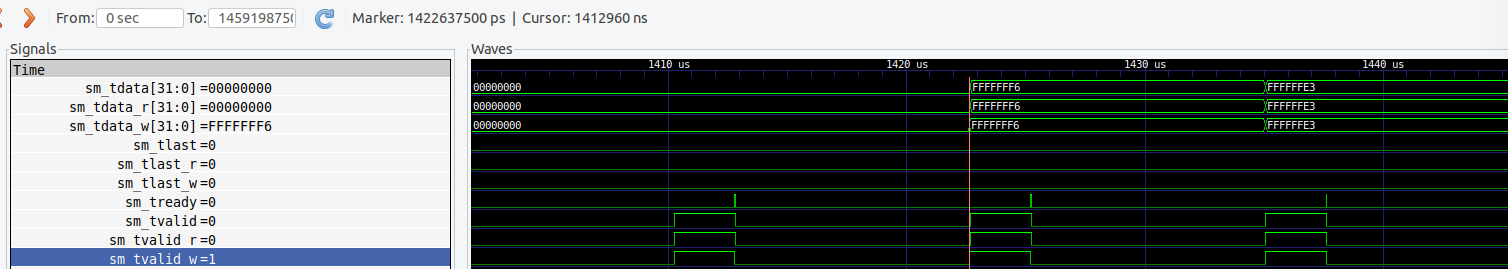 From: 0 sec To: 1459198750 Marker: 1422637500 ps | Cursor: 1412960 ns
Signals
Waves
Time
1410 us 1420 us 1430 us 1440 us
sm_tdata[31:0]=00000000 00000000 FFFFFFF6 FFFFFFE3
sm_tdata_r[31:0]=00000000 00000000 FFFFFFF6 FFFFFFE3
sm_tdata_w[31:0]=FFFFFFF6 00000000 FFFFFFF6 FFFFFFE3
sm_tlast=0
sm_tlast_r=0
sm_tlast_w=0
sm_tready=0
sm_tvalid=0
sm_tvalid_r=0
sm_tvalid_w=1